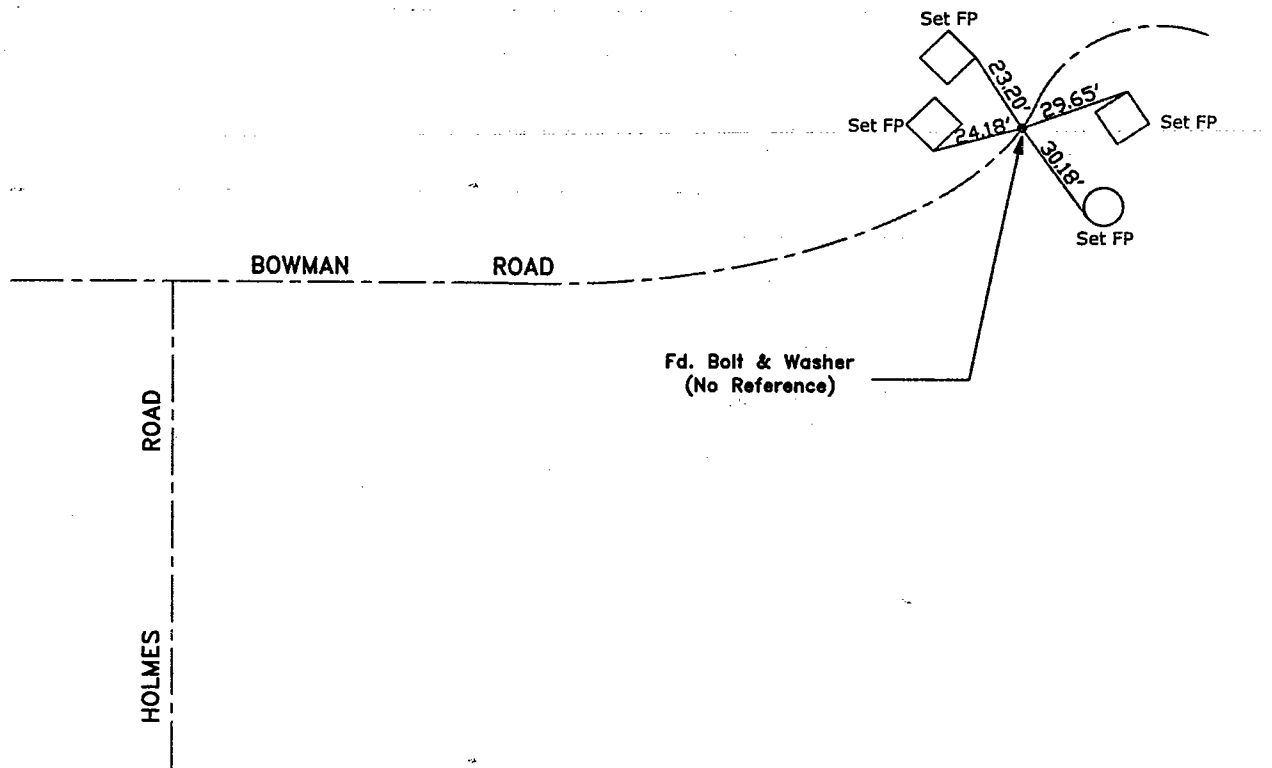 Set FP
23.20'
29.65'
Set FP
24.18'
Set FP
30.18'
Set FP
BOWMAN ROAD
Fd. Bolt & Washer
(No Reference)
HOLMES ROAD